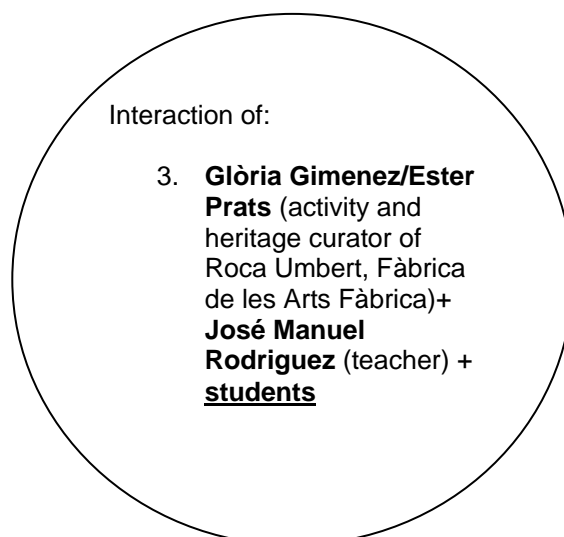 Interaction of:
3. Glòria Gimenez/Ester
Prats (activity and
heritage curator of
Roca Umbert, Fàbrica
de les Arts Fàbrica)+
José Manuel
Rodriguez (teacher) +
students